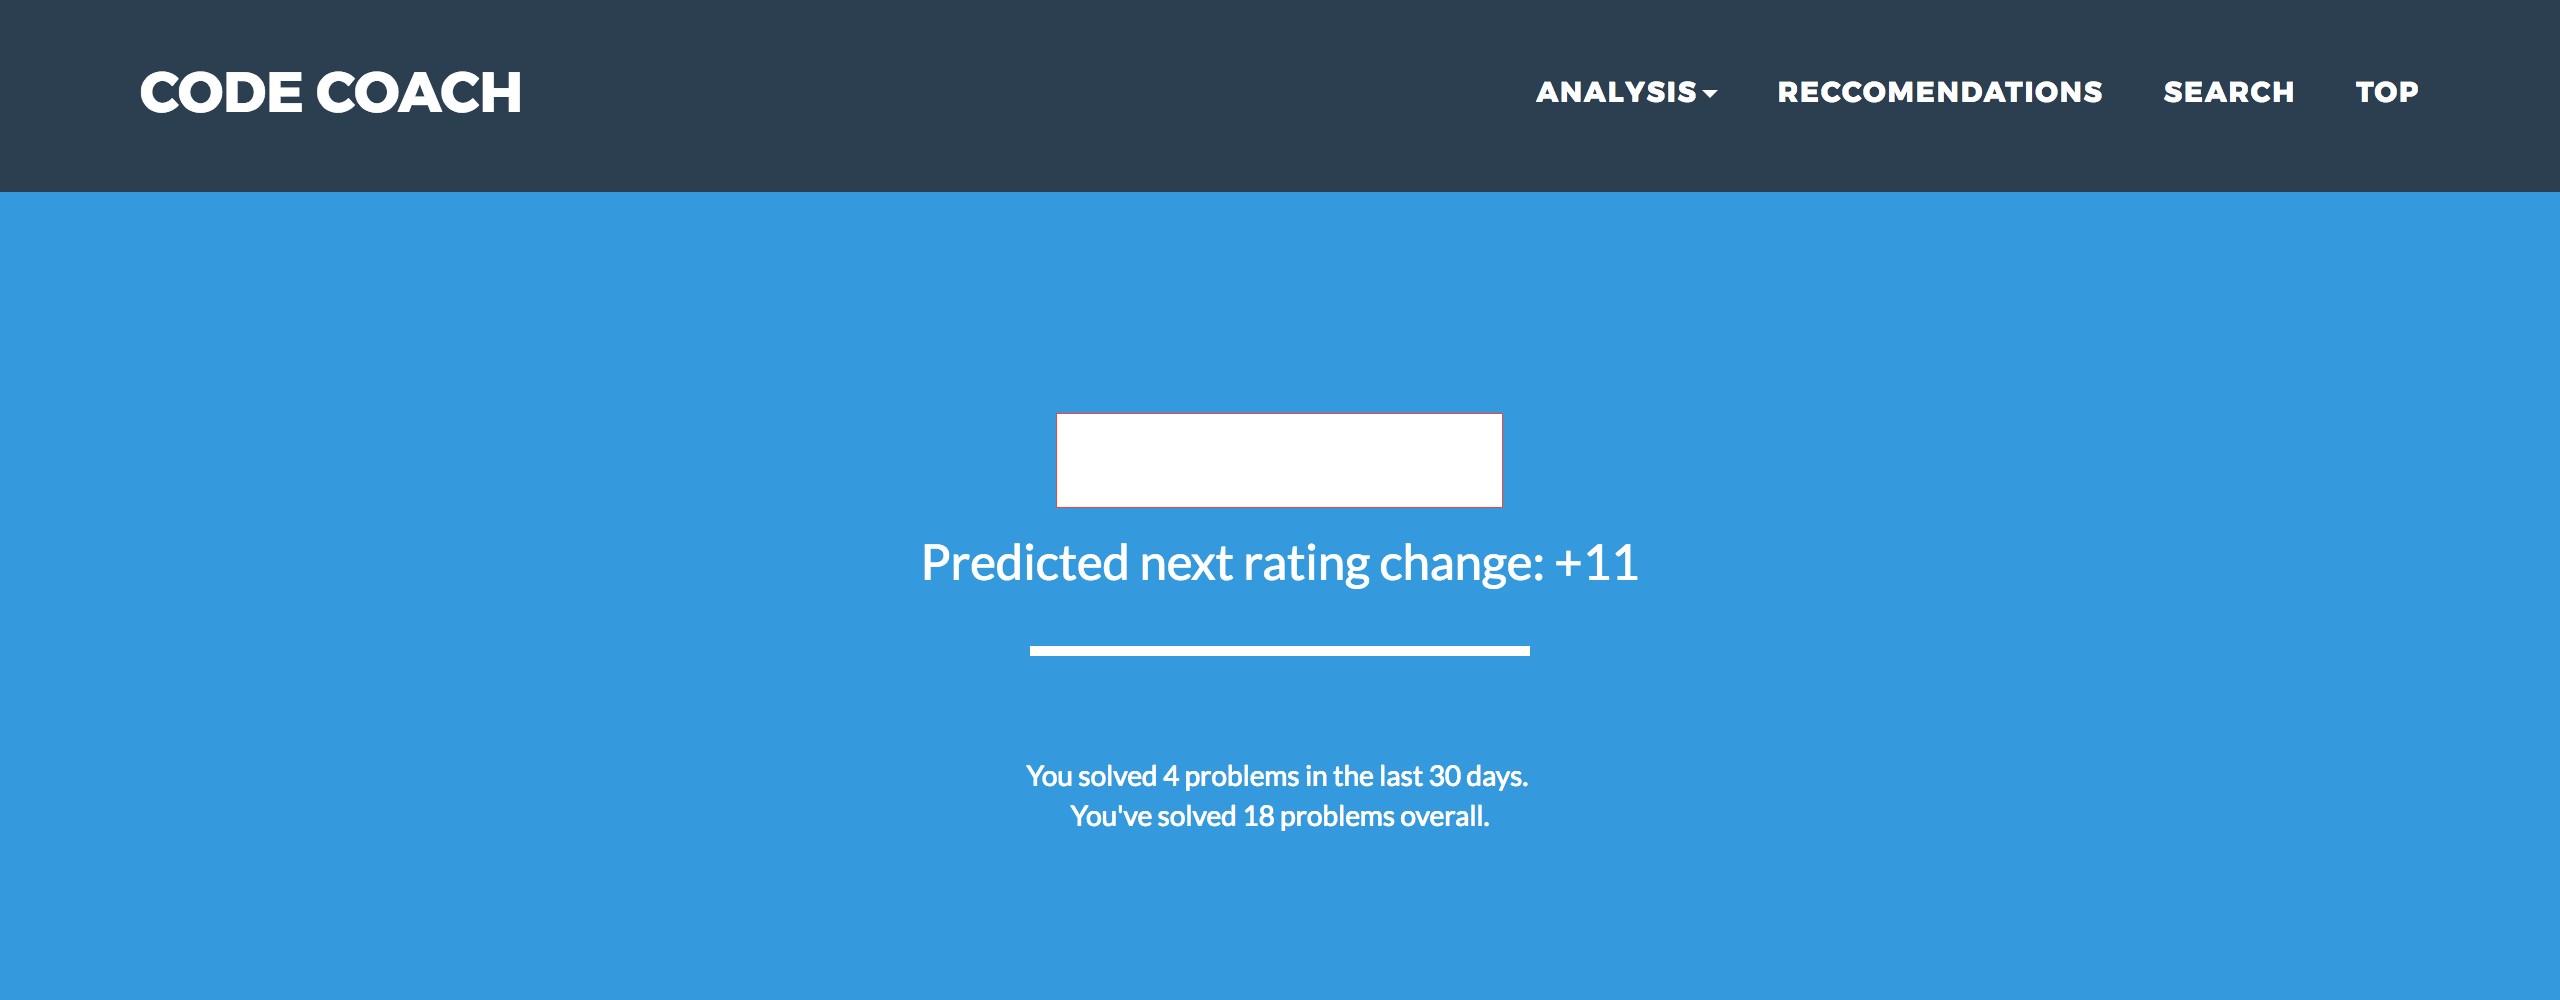 CODE COACH
ANALYSIS RECCOMENDATIONS SEARCH TOP
Predicted next rating change: +11
You solved 4 problems in the last 30 days.
You've solved 18 problems overall.